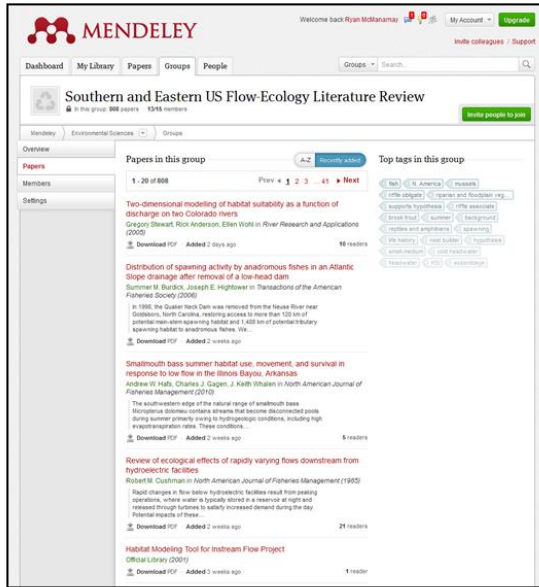 MENDELEY
Welcome back Ryan McManamay
My Account
Upgrade
Invite colleagues / Support
Dashboard My Library Papers Groups People
Groups Search...
Southern and Eastern US Flow-Ecology Literature Review
In this group: 808 papers 13/15 members
Invite people to join
Mendeley Environmental Sciences Groups
Overview
Papers
Members
Settings
Papers in this group
A-Z Recently added
1 - 20 of 808 Prev 1 2 3 ...41 Next
Two-dimensional modelling of habitat suitability as a function of
discharge on two Colorado rivers
Gregory Stewart, Rick Anderson, Ellen Wohl in River Research and Applications
(2005)
Download PDF · Added 2 days ago 10 readers
Distribution of spawning activity by anadromous fishes in an Atlantic
Slope drainage after removal of a low-head dam
Summer M. Burdick, Joseph E. Hightower in Transactions of the American
Fisheries Society (2006)
In 1998, the Quaker Neck Dam was removed from the Neuse River near
Goldsboro, North Carolina, restoring access to more than 120 km of
potential main-stem spawning habitat and 1,488 km of potential tributary
spawning habitat to anadromous fishes. We...
Download PDF · Added 2 weeks ago
Smallmouth bass summer habitat use, movement, and survival in
response to low flow in the Illinois Bayou, Arkansas
Andrew W. Hafs, Charles J. Gagen, J. Keith Whalen in North American Journal of
Fisheries Management (2010)
The southwestern edge of the natural range of smallmouth bass
Micropterus dolomieu contains streams that become disconnected pools
during summer primarily owing to hydrogeologic conditions, including high
evapotranspiration rates. These conditions...
Download PDF · Added 2 weeks ago 5 readers
Review of ecological effects of rapidly varying flows downstream from
hydroelectric facilities
Robert M. Cushman in North American Journal of Fisheries Management (1985)
Rapid changes in flow below hydroelectric facilities result from peaking
operations, where water is typically stored in a reservoir at night and
released through turbines to satisfy increased demand during the day.
Potential impacts of these...
Download PDF · Added 2 weeks ago 21 readers
Habitat Modeling Tool for Instream Flow Project
Official Library (2001)
Download PDF · Added 3 weeks ago 1 reader
Top tags in this group
fish N. America mussels
riffle obligate riparian and floodplain veg...
supports hypothesis riffle associate
brook trout summer background
reptiles and amphibians spawning
life history nest builder hypothesis
small-medium cold headwater
headwater assemblage